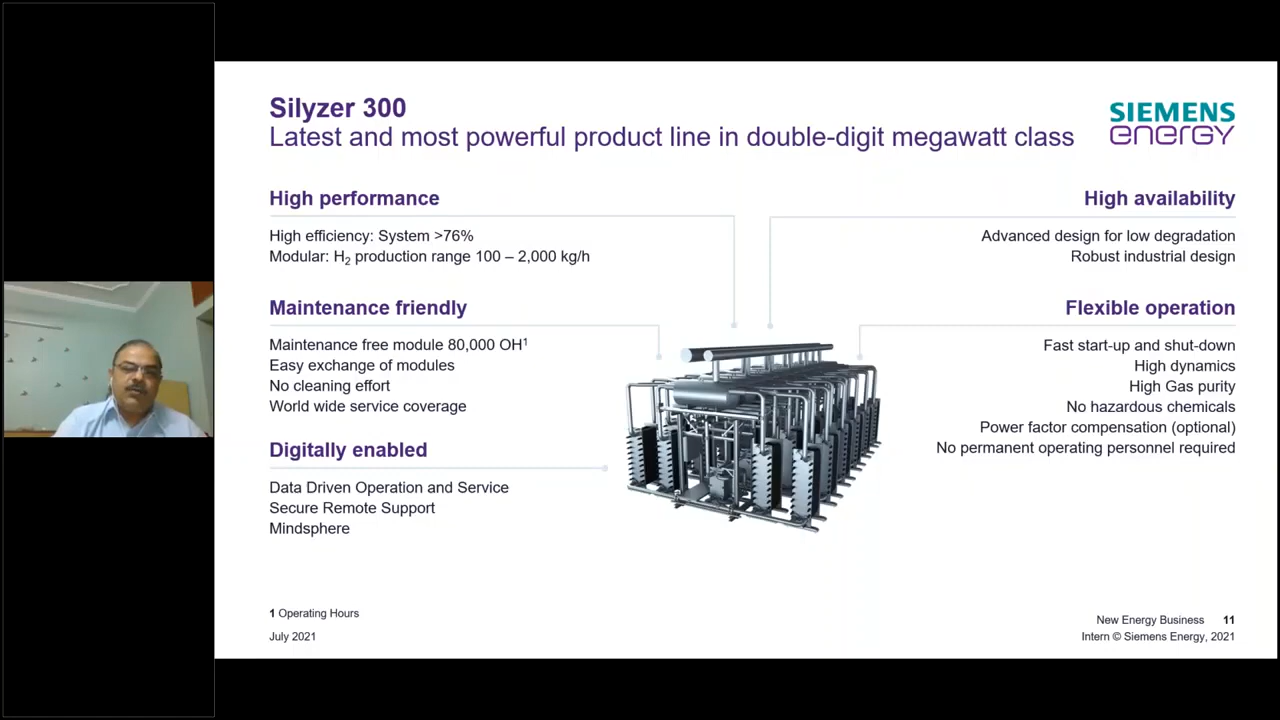 Silyzer 300
Latest and most powerful product line in double-digit megawatt class
SIEMENS
energy
High performance
High efficiency: System >76%
Modular: H₂ production range 100 – 2,000 kg/h
Maintenance friendly
Maintenance free module 80,000 OH¹
Easy exchange of modules
No cleaning effort
World wide service coverage
Digitally enabled
Data Driven Operation and Service
Secure Remote Support
Mindsphere
High availability
Advanced design for low degradation
Robust industrial design
Flexible operation
Fast start-up and shut-down
High dynamics
High Gas purity
No hazardous chemicals
Power factor compensation (optional)
No permanent operating personnel required
1 Operating Hours
July 2021
New Energy Business 11
Intern © Siemens Energy, 2021